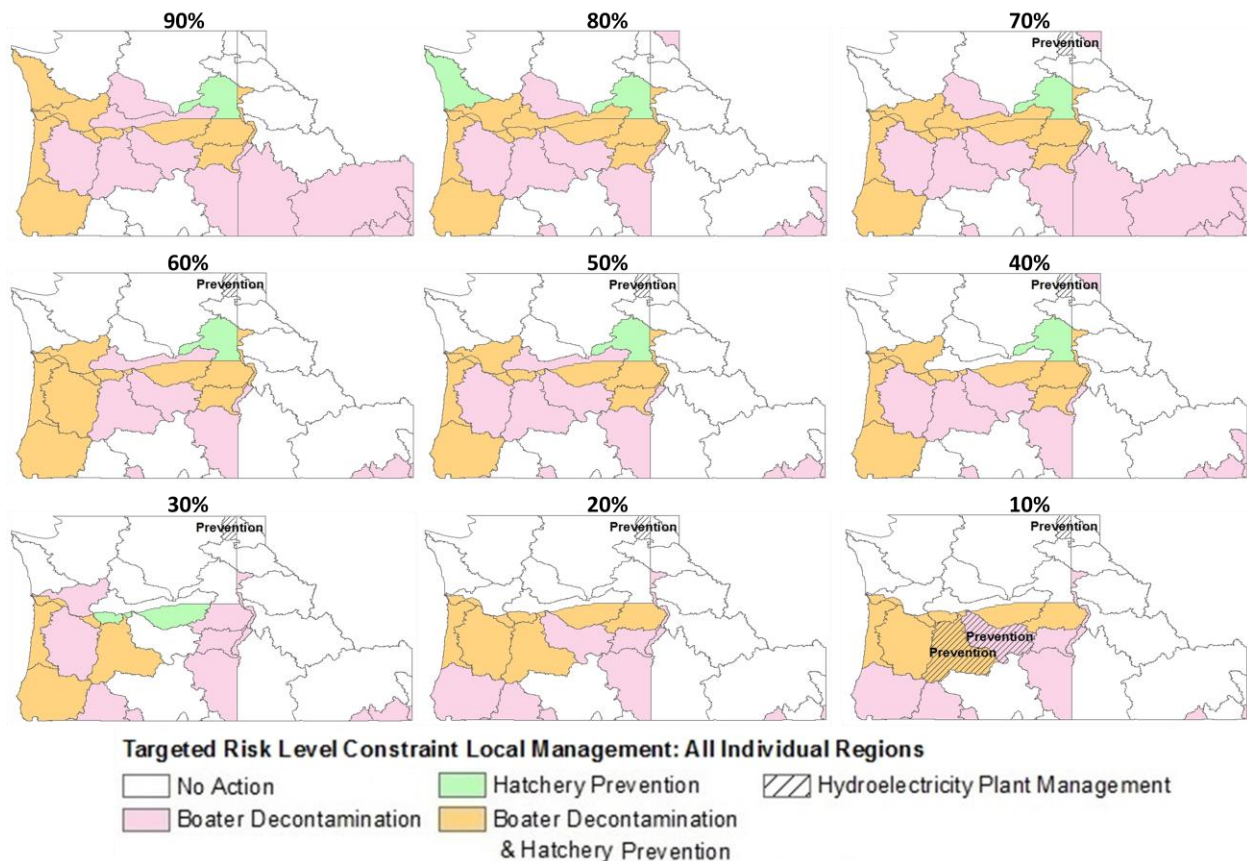 90%
80%
70%
Prevention
60%
Prevention
50%
Prevention
40%
Prevention
30%
Prevention
20%
Prevention
10%
Prevention
Prevention
Prevention
Targeted Risk Level Constraint Local Management: All Individual Regions
No Action
Hatchery Prevention
Hydroelectricity Plant Management
Boater Decontamination
Boater Decontamination
& Hatchery Prevention